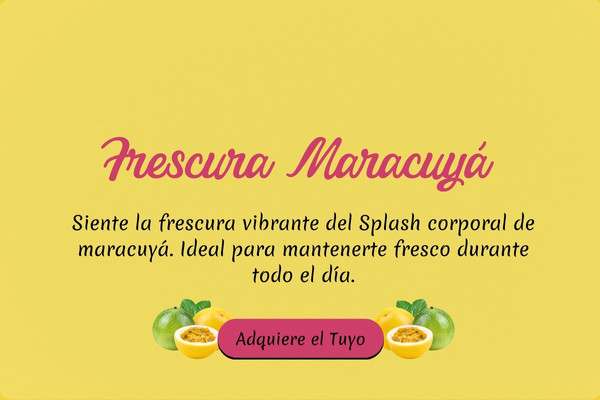 Frescura Maracuyá
Siente la frescura vibrante del Splash corporal de
maracuyá. Ideal para mantenerte fresco durante
todo el día.
Adquiere el Tuyo